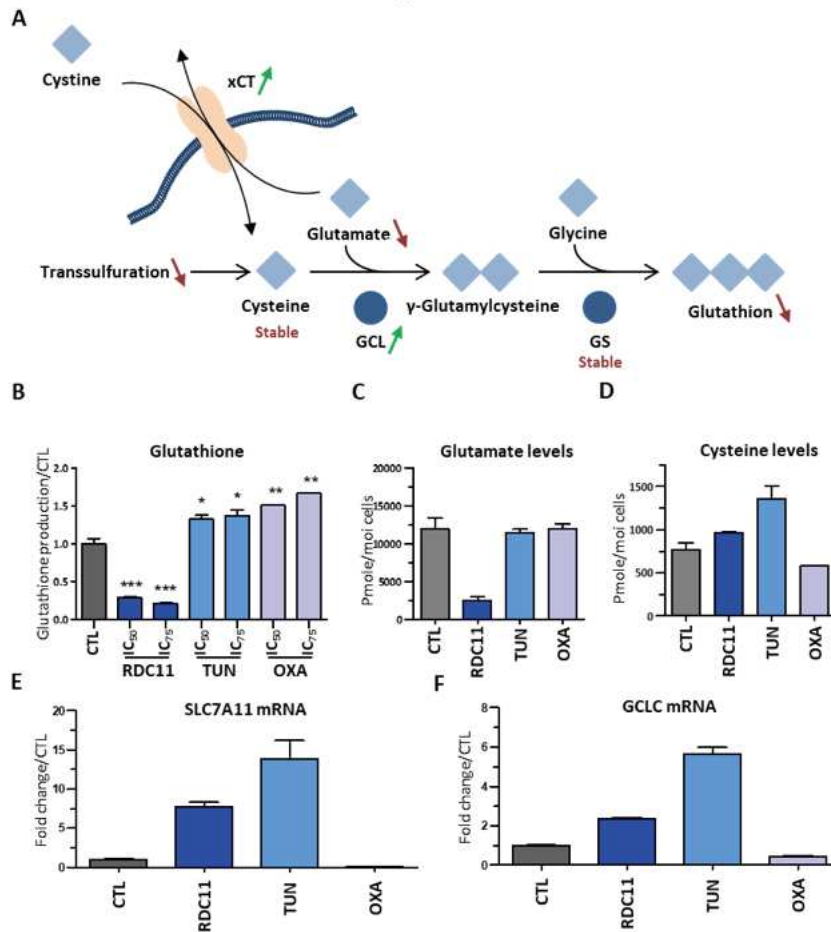 A
Cystine
xCT
Glutamate
Glycine
Transsulfuration
Cysteine
γ-Glutamylcysteine
Glutathion
Stable
GCL
GS
Stable
B
C
D
Glutathione
Glutamate levels
Cysteine levels
Glutathione production/CTL
2.0
1.5
1.0
0.5
0.0
***
***
*
*
**
**
CTL
IC50
IC75
IC50
IC75
IC50
IC75
RDC11
TUN
OXA
Pmole/moi cells
20000
15000
10000
5000
0
CTL
RDC11
TUN
OXA
Pmole/moi cells
1500
1000
500
0
CTL
RDC11
TUN
OXA
E
F
SLC7A11 mRNA
GCLC mRNA
Fold change/CTL
20
15
10
5
0
CTL
RDC11
TUN
OXA
Fold change/CTL
8
6
4
2
0
CTL
RDC11
TUN
OXA